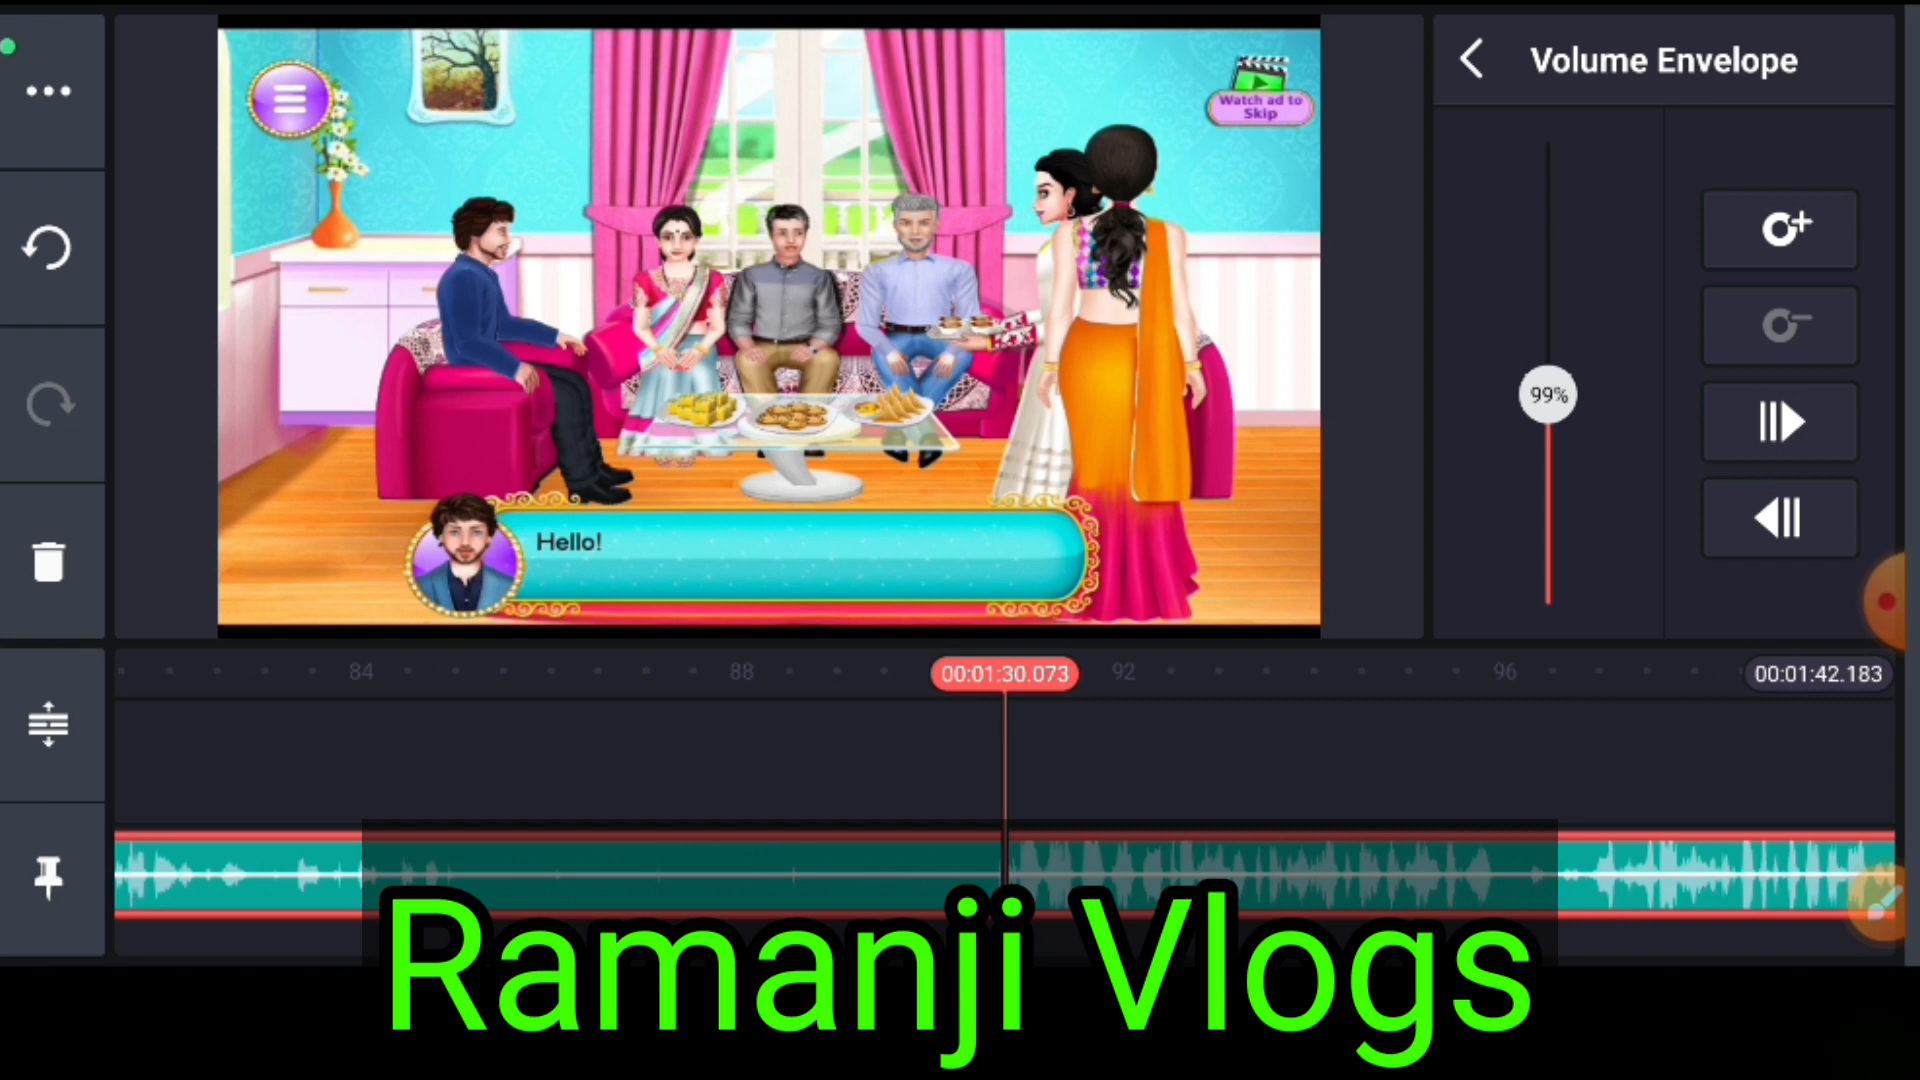 Volume Envelope
Watch ad to
Skip
99%
Hello!
84
88
00:01:30.073
92
96
00:01:42.183
Ramanji Vlogs